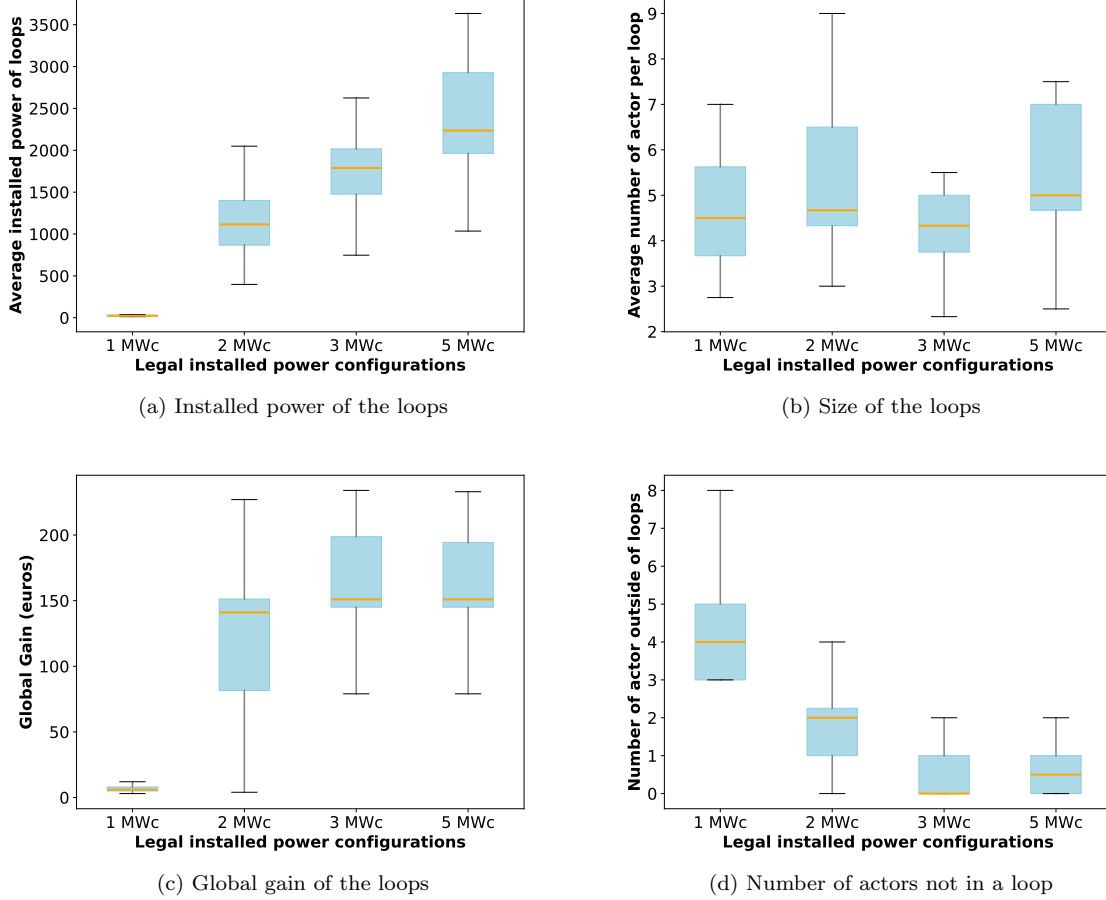 Average installed power of loops
3500
3000
2500
2000
1500
1000
500
0
1 MWc 2 MWc 3 MWc 5 MWc
Legal installed power configurations
(a) Installed power of the loops
Average number of actor per loop
9
8
7
6
5
4
3
2
1 MWc 2 MWc 3 MWc 5 MWc
Legal installed power configurations
(b) Size of the loops
Global Gain (euros)
200
150
100
50
0
1 MWc 2 MWc 3 MWc 5 MWc
Legal installed power configurations
(c) Global gain of the loops
Number of actor outside of loops
8
7
6
5
4
3
2
1
0
1 MWc 2 MWc 3 MWc 5 MWc
Legal installed power configurations
(d) Number of actors not in a loop